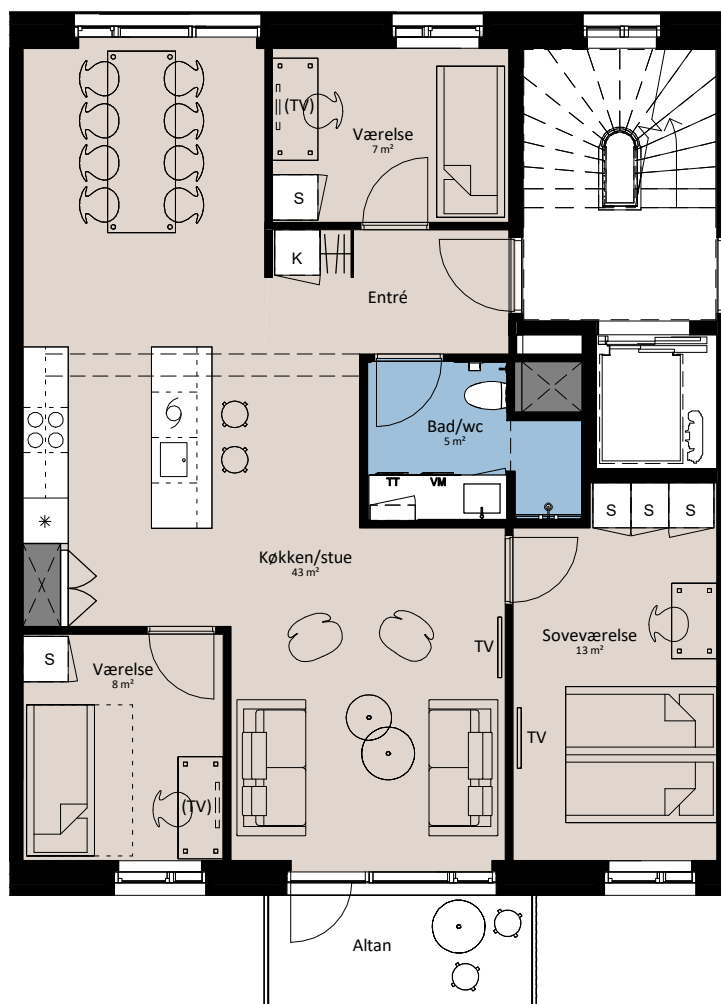 (TV)
Værelse
7 m²
S
K
Entré
Bad/wc
5 m²
TT
VM
S
S
S
Køkken/stue
43 m²
Soveværelse
13 m²
TV
S
Værelse
8 m²
TV
(TV)
Altan